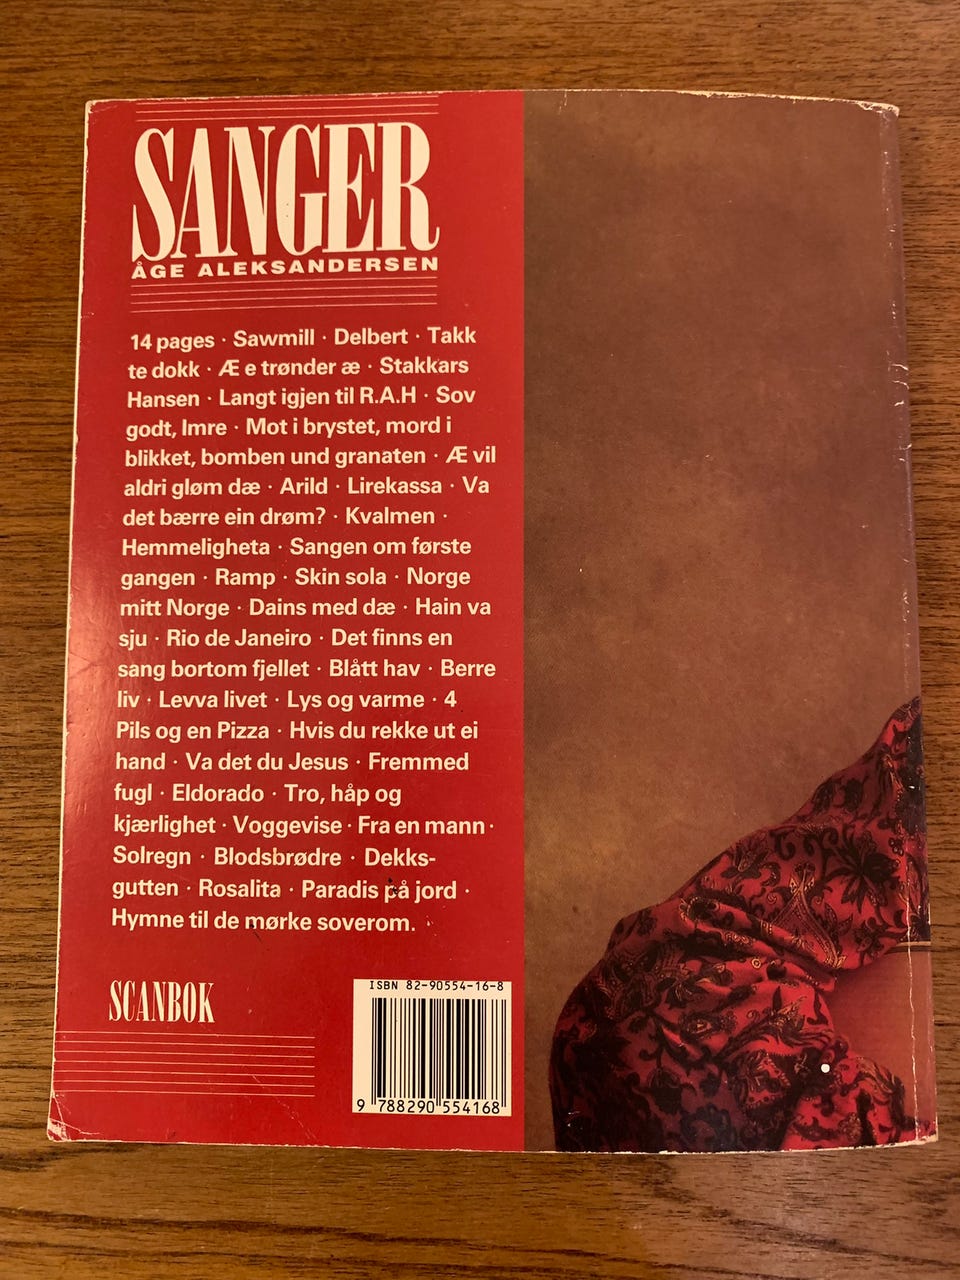 SANGER
ÅGE ALEKSANDERSEN
14 pages · Sawmill · Delbert · Takk
te dokk · Æ e trønder æ · Stakkars
Hansen · Langt igjen til R.A.H · Sov
godt, Imre · Mot i brystet, mord i
blikket, bomben und granaten · Æ vil
aldri gløm dæ · Arild · Lirekassa · Va
det bærre ein drøm? · Kvalmen ·
Hemmeligheta · Sangen om første
gangen · Ramp · Skin sola · Norge
mitt Norge · Dains med dæ · Hain va
sju · Rio de Janeiro · Det finns en
sang bortom fjellet · Blått hav · Berre
liv · Levva livet · Lys og varme · 4
Pils og en Pizza · Hvis du rekke ut ei
hand · Va det du Jesus · Fremmed
fugl · Eldorado · Tro, håp og
kjærlighet · Voggevise · Fra en mann ·
Solregn · Blodsbrødre · Dekks-
gutten · Rosalita · Paradis på jord ·
Hymne til de mørke soverom.
SCANBOK
ISBN 82-90554-16-8
9 788290 554168